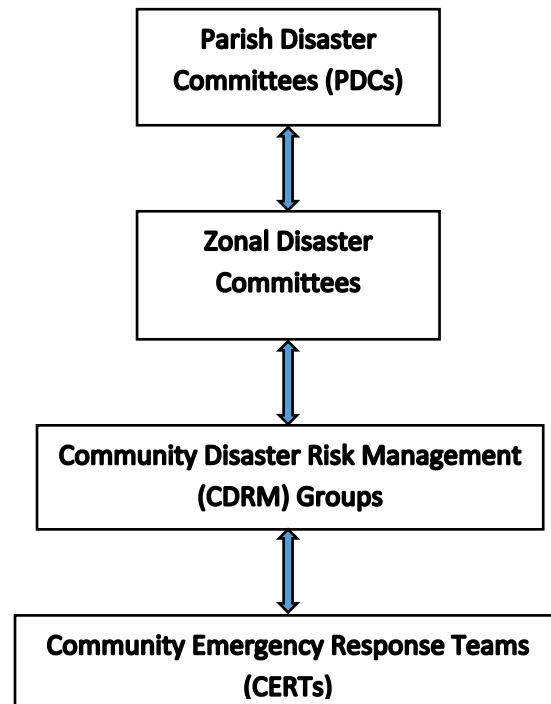 Parish Disaster
Committees (PDCs)
Zonal Disaster
Committees
Community Disaster Risk Management
(CDRM) Groups
Community Emergency Response Teams
(CERTs)